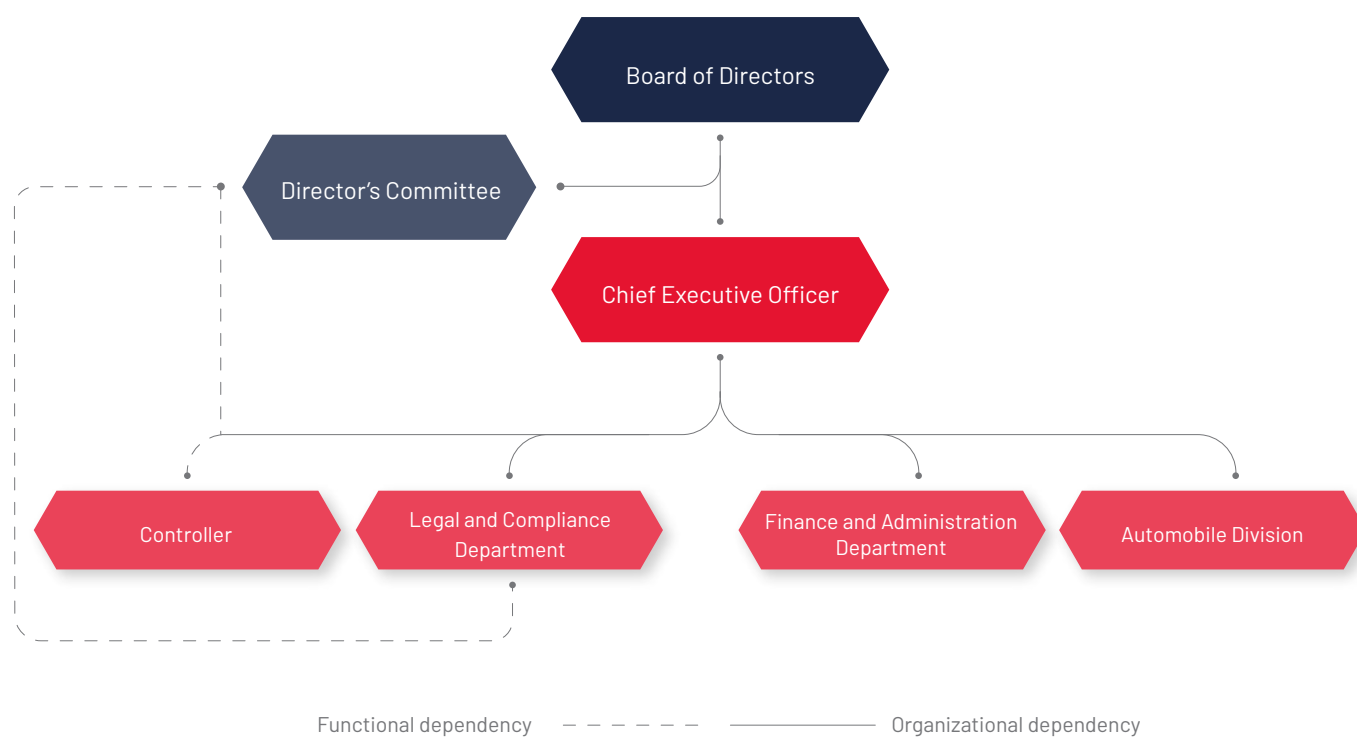 Board of Directors
Director's Committee
Chief Executive Officer
Controller
Legal and Compliance
Department
Finance and Administration
Department
Automobile Division
Functional dependency
Organizational dependency